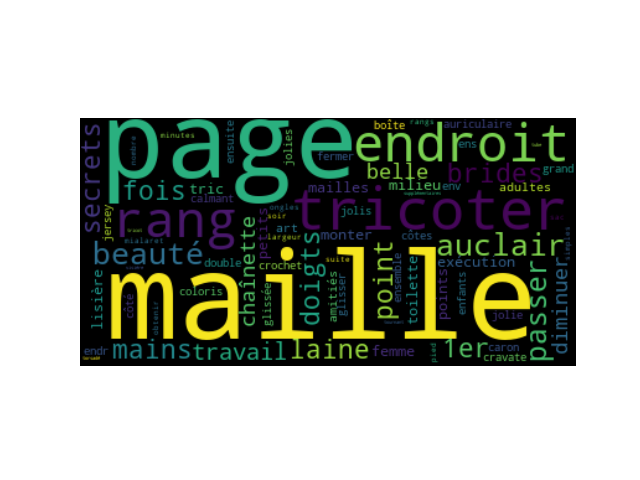 page
maille
endroit
tricoter
rang
secrets
fois
tric
calmant
minutes
ensuite
jolies
fermer
boîte
rangs
auriculaire
ens
belle
brides
grand
mailles
milieu
env
adultes
jersey
beauté
double
chaînette
petits
ongles
soir
art
largeur
jolis
monter
côtes
auclair
exécution
crochet
doigts
point
passer
diminuer
lisière
côté
coloris
obtenir
glissée
suite
amitiés
glisser
ensemble
toilette
points
enfants
jolie
endr
mains
travail
laine
femme
pied
1er
caron
cravate
mialaret
nombre